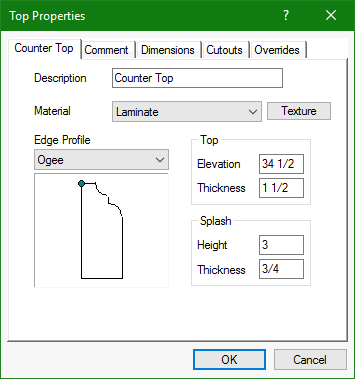 Top Properties ? ×
Counter Top Comment Dimensions Cutouts Overrides
Description Counter Top
Material Laminate Texture
Edge Profile
Ogee
Top
Elevation 34 1/2
Thickness 1 1/2
Splash
Height 3
Thickness 3/4
OK Cancel